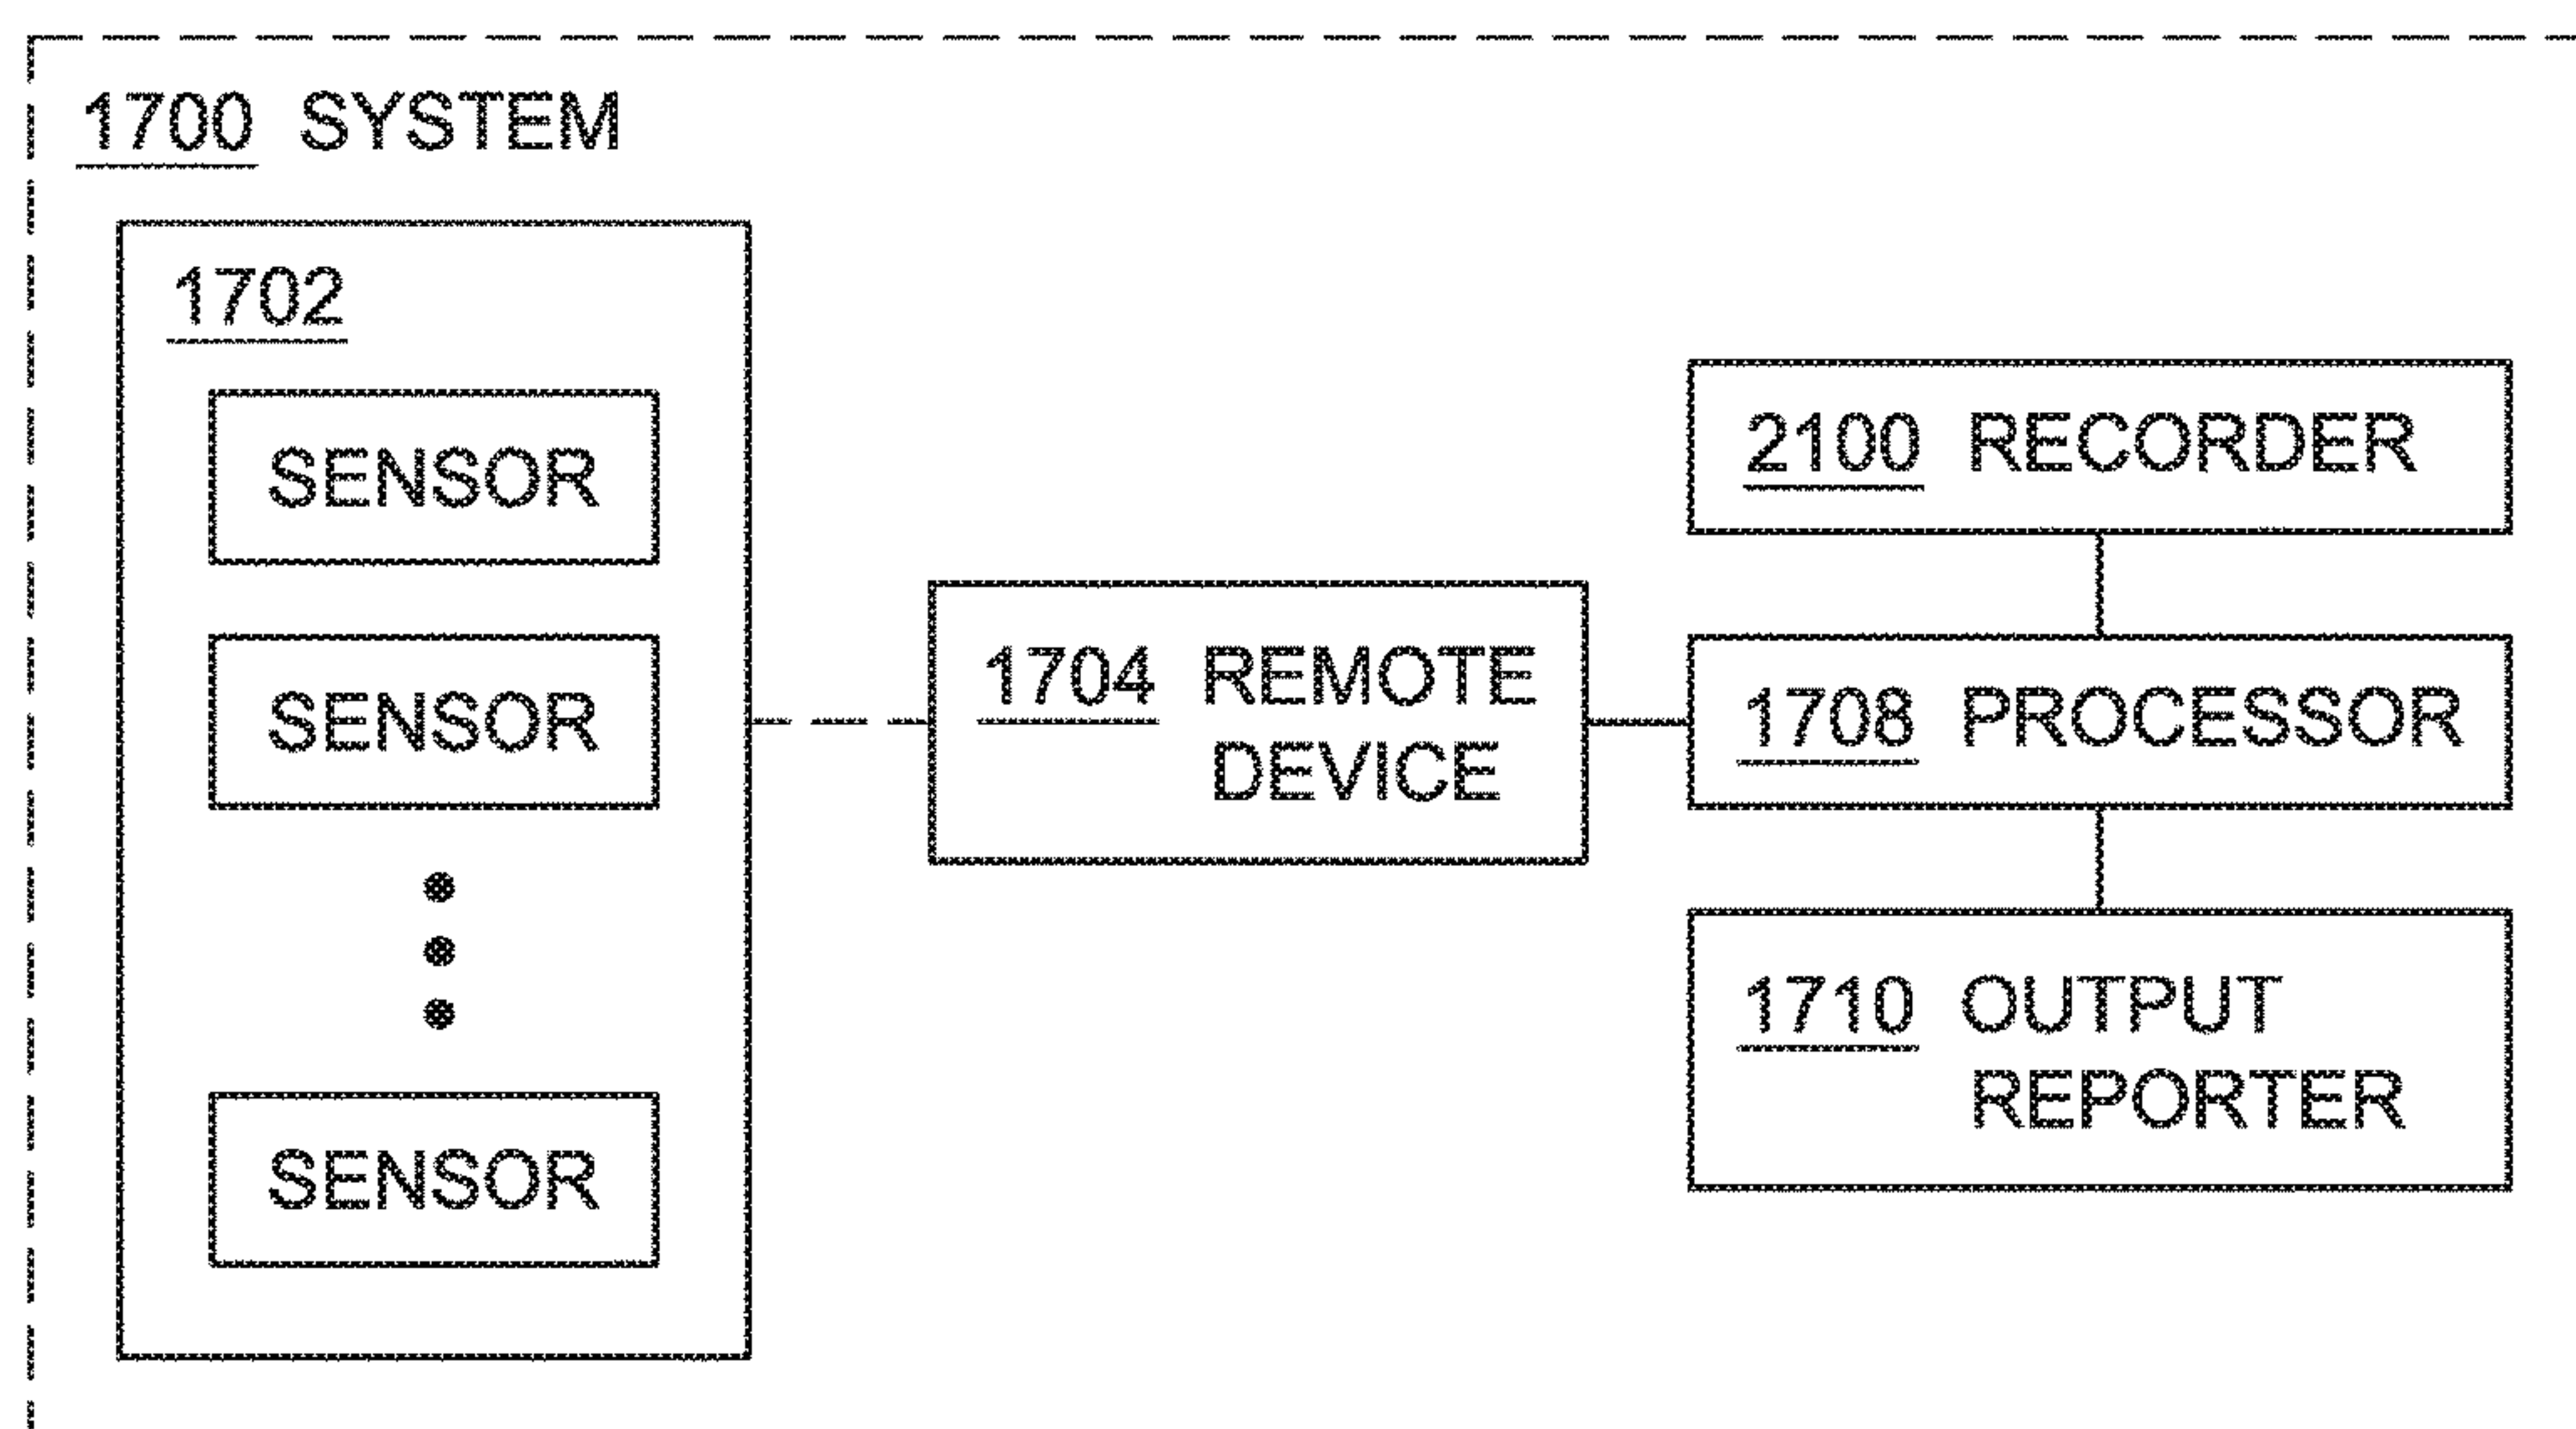 1700 SYSTEM
1702
SENSOR
SENSOR
SENSOR
1704 REMOTE
DEVICE
2100 RECORDER
1708 PROCESSOR
1710 OUTPUT
REPORTER